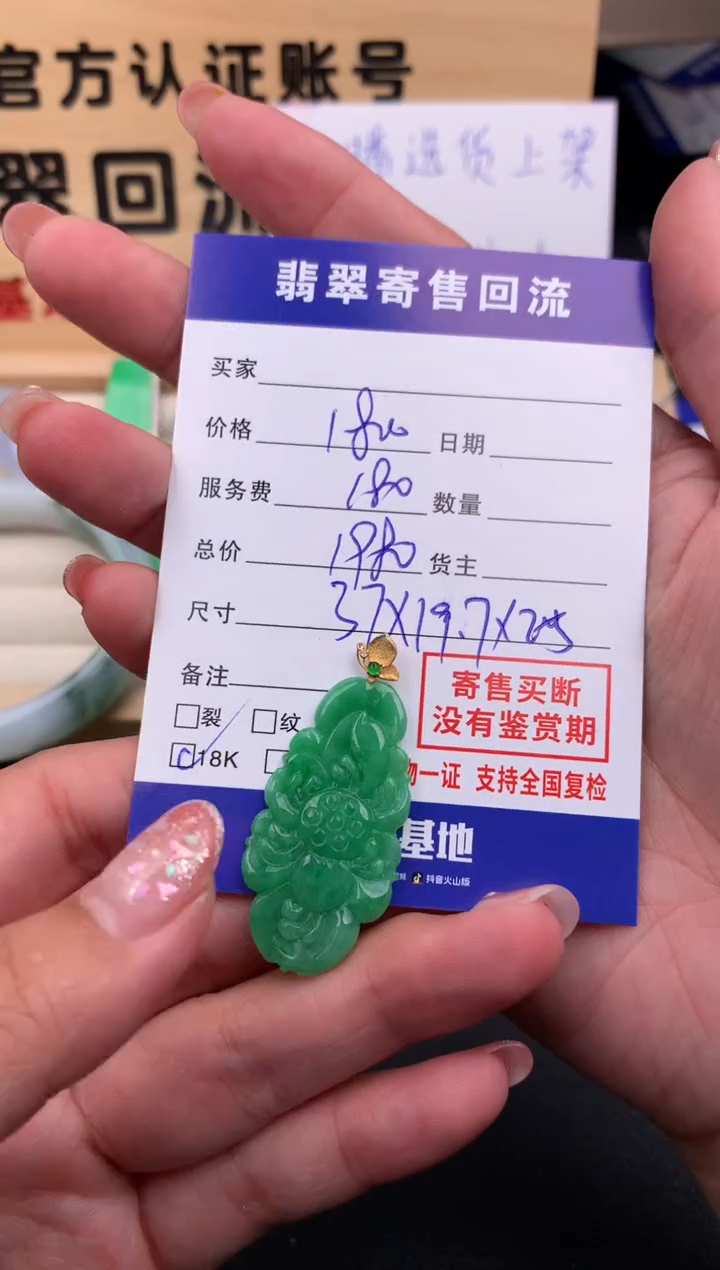 官方认证账号
翠回流
播选货上架
翡翠寄售回流
买家
价格 1800 日期
服务费 180 数量
总价 1980 货主
尺寸 37X19.7X2.5
备注
裂 纹
18K
寄售买断
没有鉴赏期
物一证 支持全国复检
基地
抖音火山版